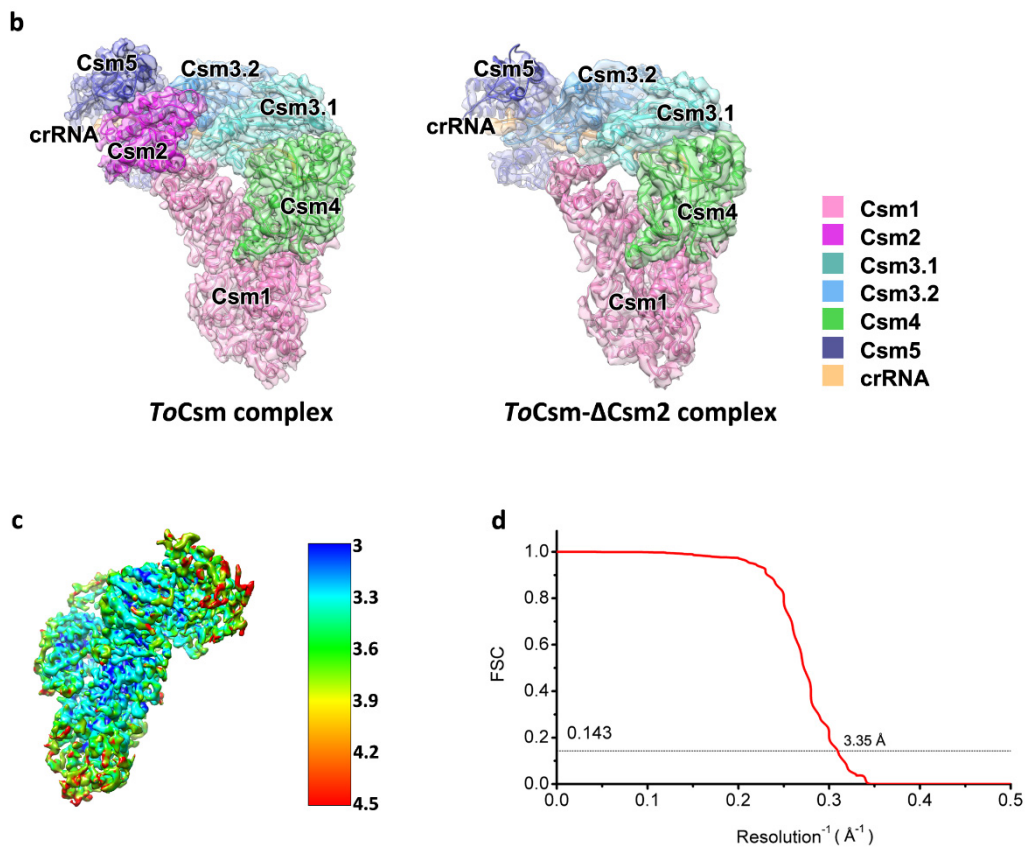 b
Csm5
Csm3.2
Csm3.1
crRNA
Csm2
Csm4
Csm1
ToCsm complex
Csm5
Csm3.2
Csm3.1
crRNA
Csm4
Csm1
ToCsm-ΔCsm2 complex
Csm1
Csm2
Csm3.1
Csm3.2
Csm4
Csm5
crRNA
c
3
3.3
3.6
3.9
4.2
4.5
d
1.0
0.8
0.6
0.4
0.2
0.0
FSC
0.143
3.35 Å
0.0 0.1 0.2 0.3 0.4 0.5
Resolution⁻¹ (Å⁻¹)